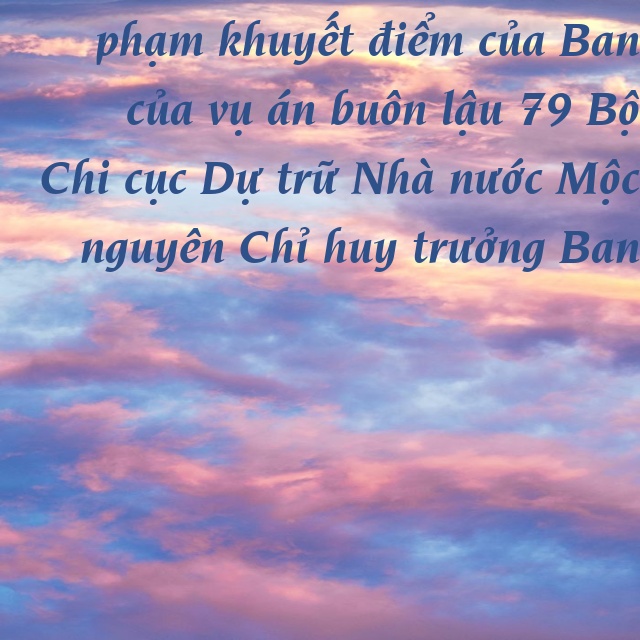 phạm khuyết điểm của Ban
của vụ án buôn lậu 79 Bộ
Chi cục Dự trữ Nhà nước Mộc
nguyên Chỉ huy trưởng Ban